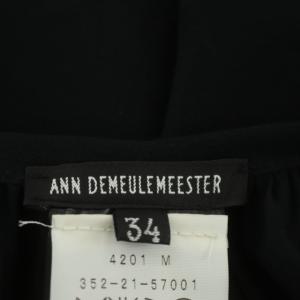 ANN DEMEULEMEESTER
34
4201 M
352-21-57001